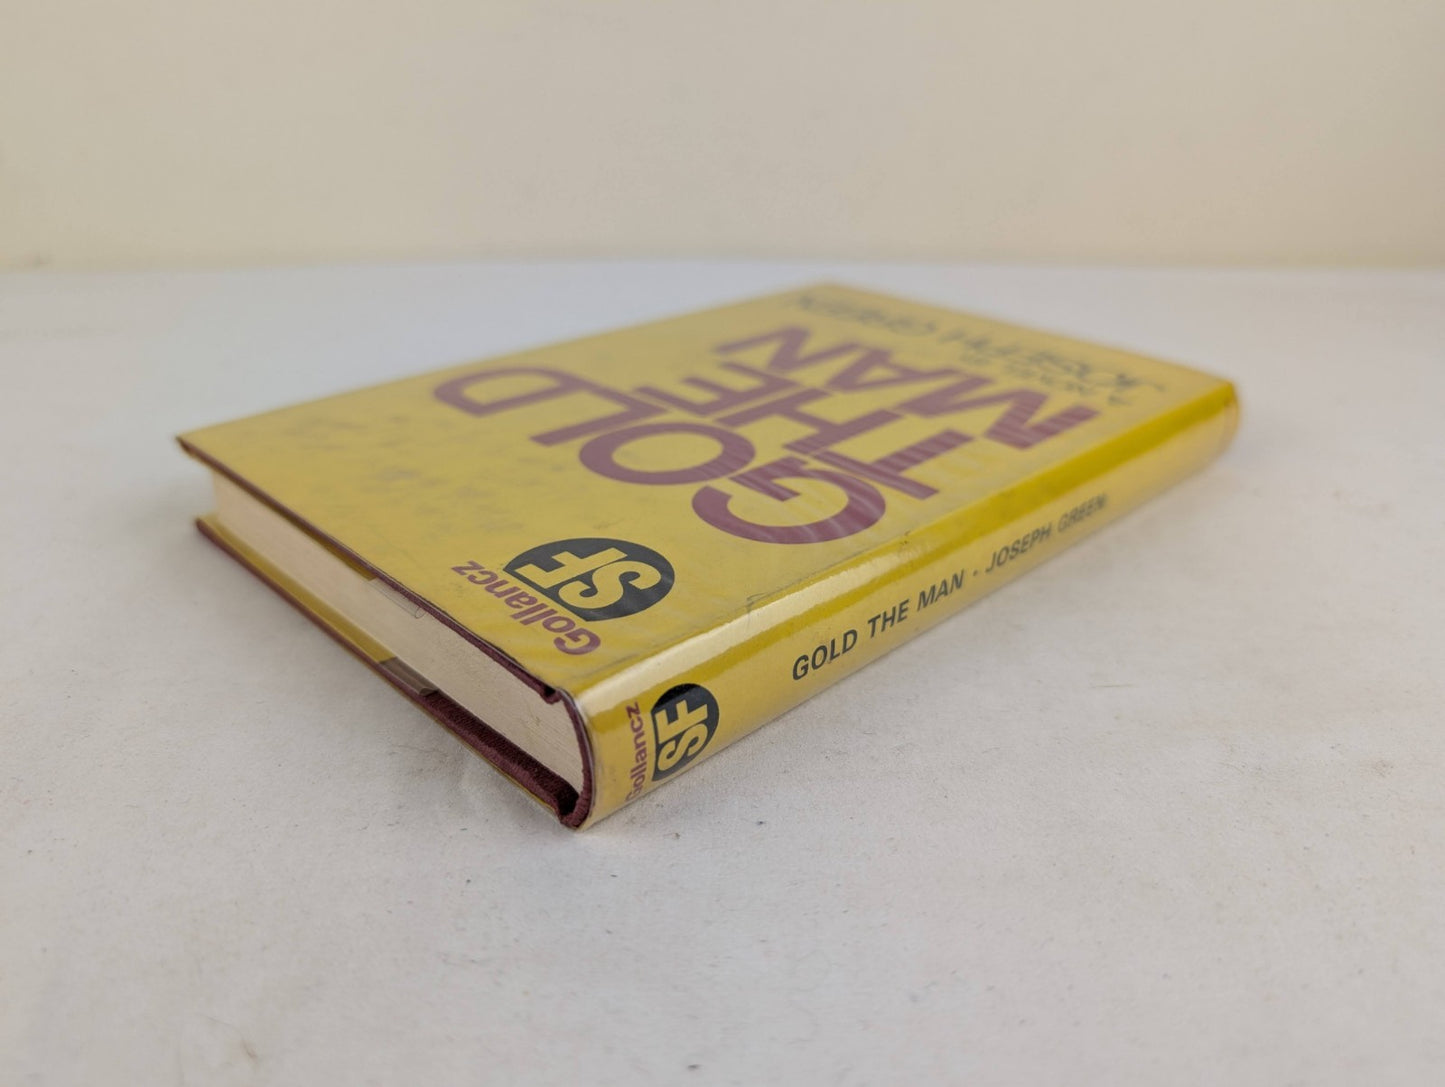 A NOVEL BY
JOSEPH GREEN
GOLD
THE
MAN
Gollancz
SF
GOLD THE MAN · JOSEPH GREEN
Gollancz
SF